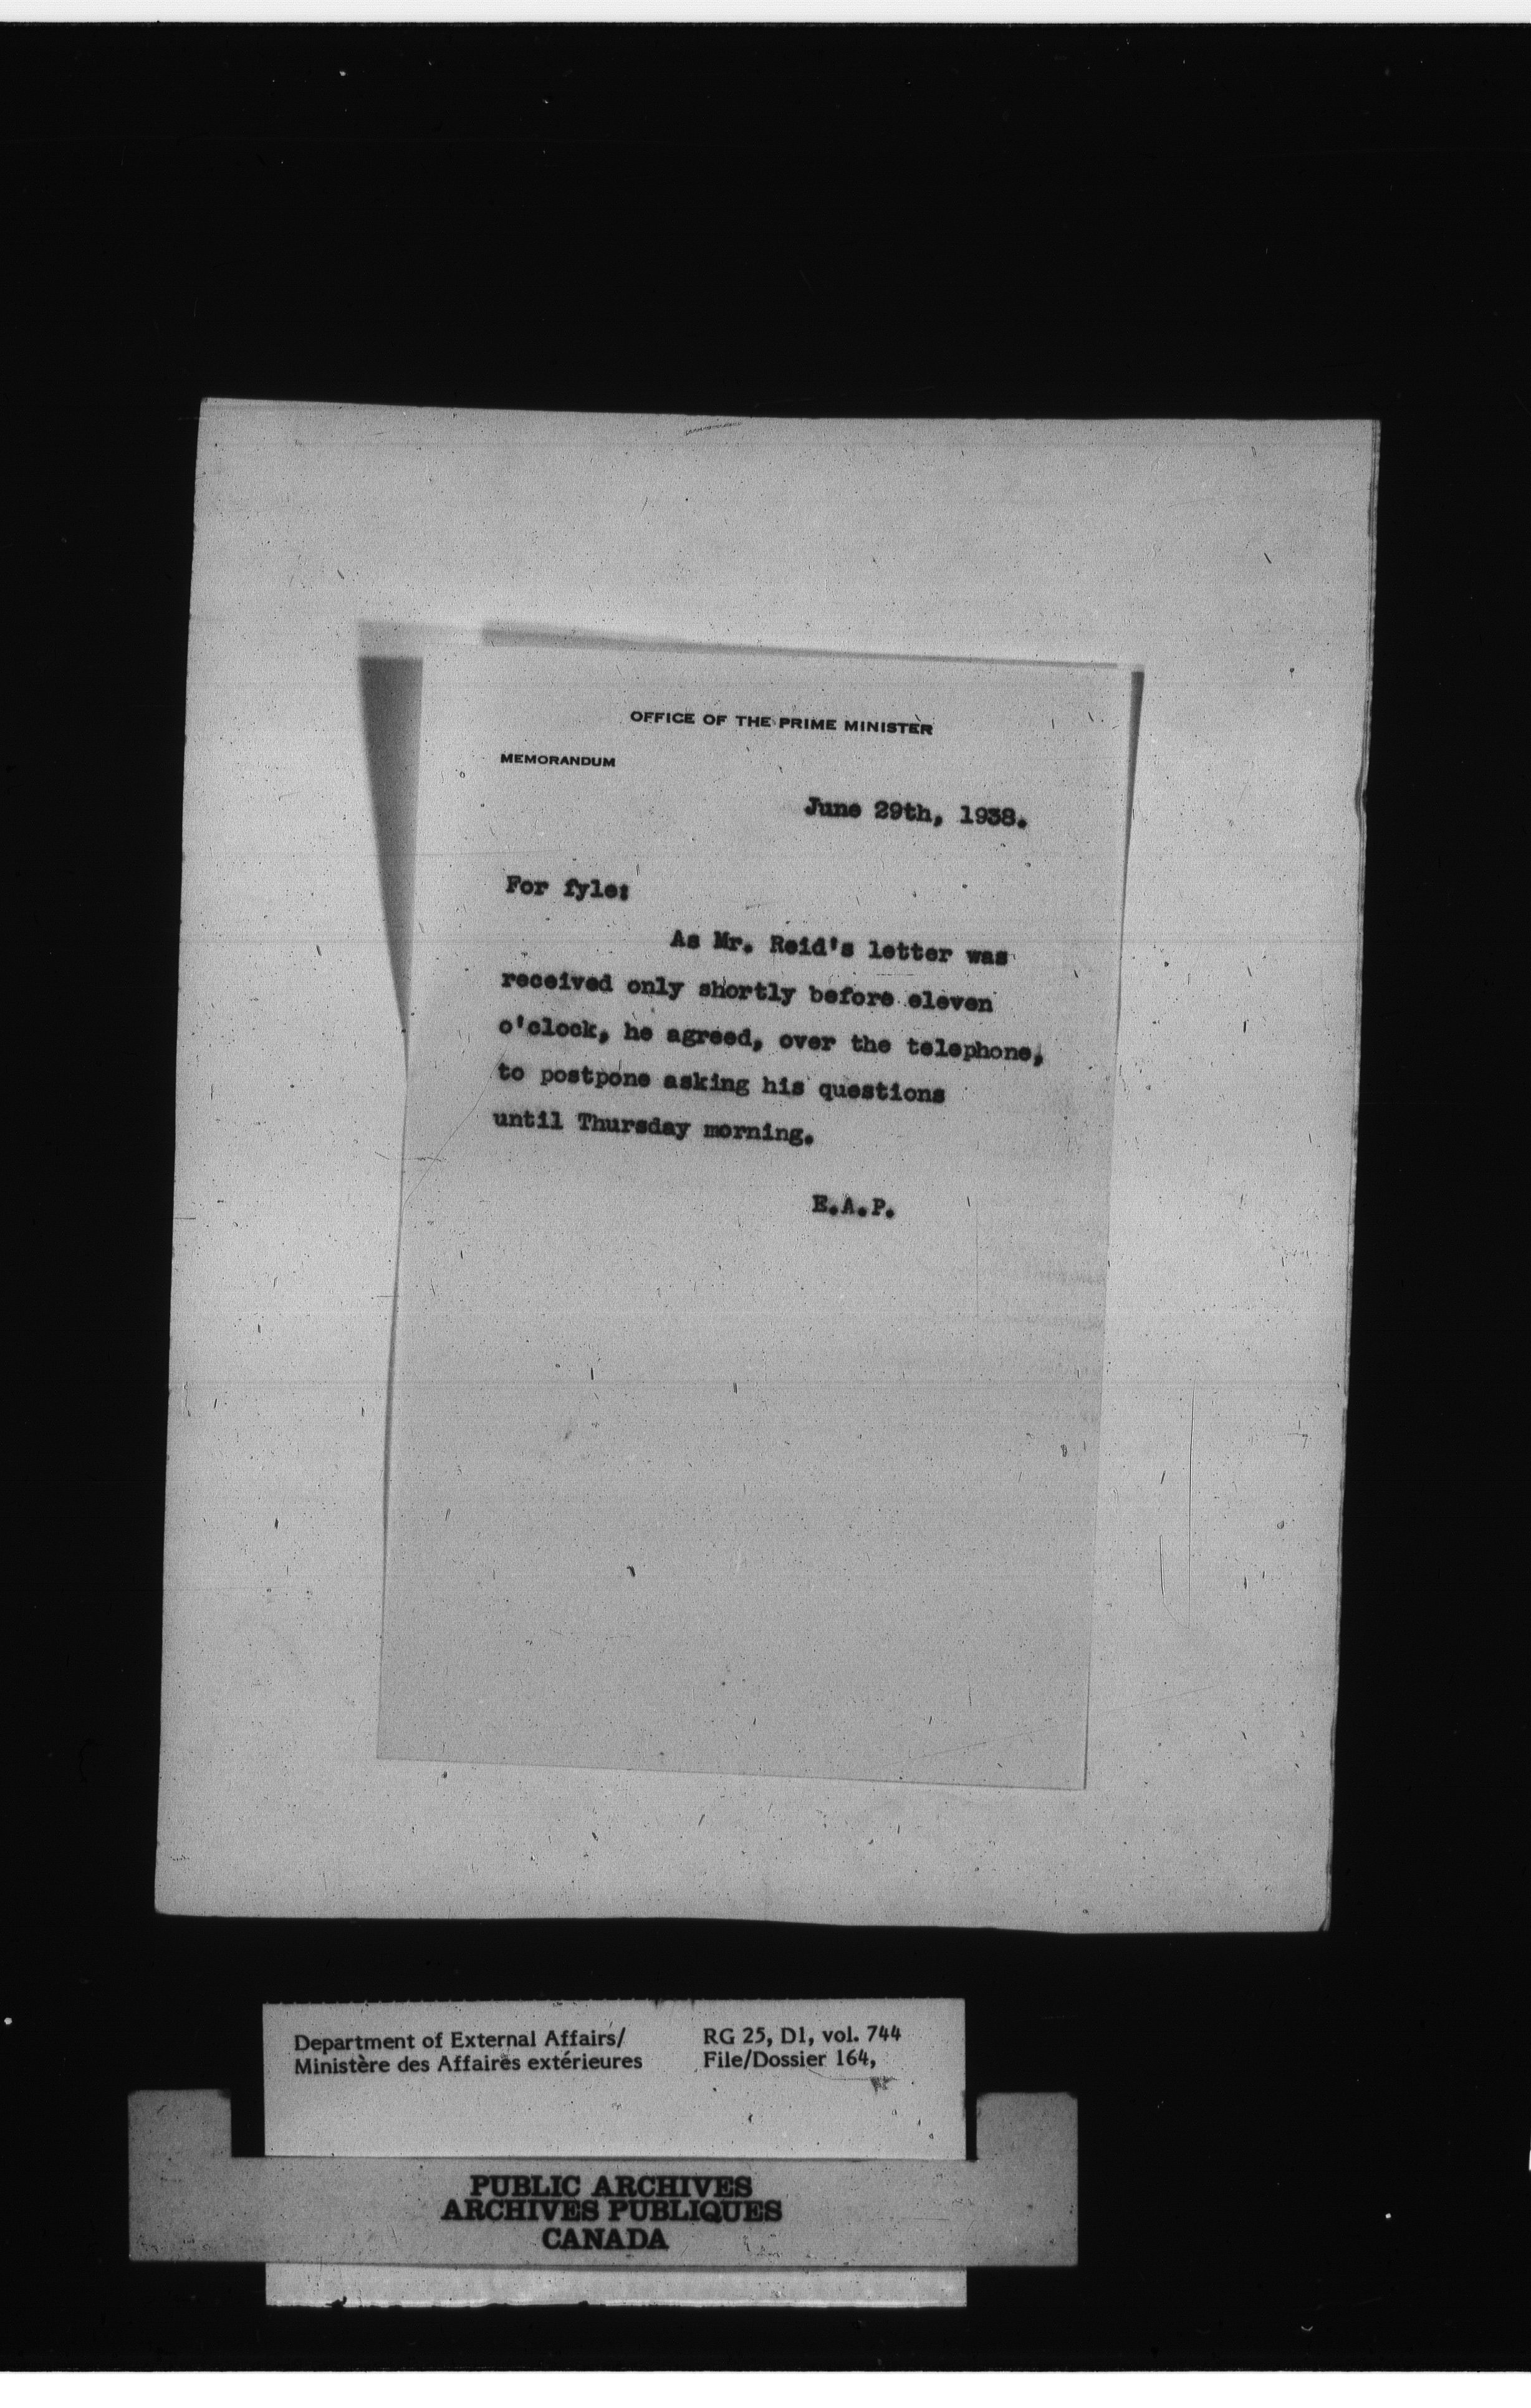 OFFICE OF THE PRIME MINISTER
MEMORANDUM
June 29th, 1938.
For fyle:
As Mr. Reid's letter was
received only shortly before eleven
o'clock, he agreed, over the telephone,
to postpone asking his questions
until Thursday morning.
E.A.P.
Department of External Affairs/
Ministère des Affaires extérieures
RG 25, D1, vol. 744
File/Dossier 164,
PUBLIC ARCHIVES
ARCHIVES PUBLIQUES
CANADA